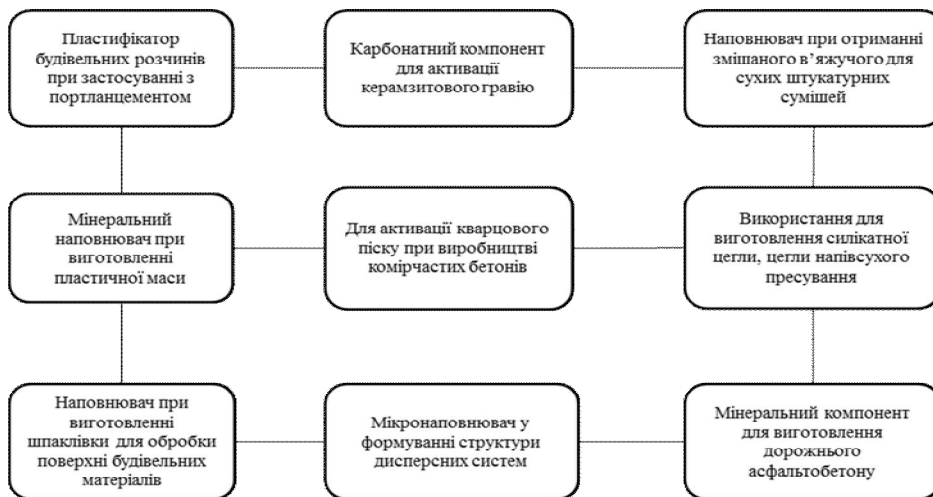 Пластифікатор
будівельних розчинів
при застосуванні з
портланцементом
Карбонатний компонент
для активації
керамзитового гравію
Наповнювач при отриманні
змішаного в’яжучого для
сухих штукатурних
сумішей
Мінеральний
наповнювач при
виготовленні
пластичної маси
Для активації кварцового
піску при виробництві
комірчастих бетонів
Використання для
виготовлення силікатної
цегли, цегли напівсухого
пресування
Наповнювач при
виготовленні
шпаклівки для обробки
поверхні будівельних
матеріалів
Мікронаповнювач у
формуванні структури
дисперсних систем
Мінеральний компонент
для виготовлення
дорожнього
асфальтобетону